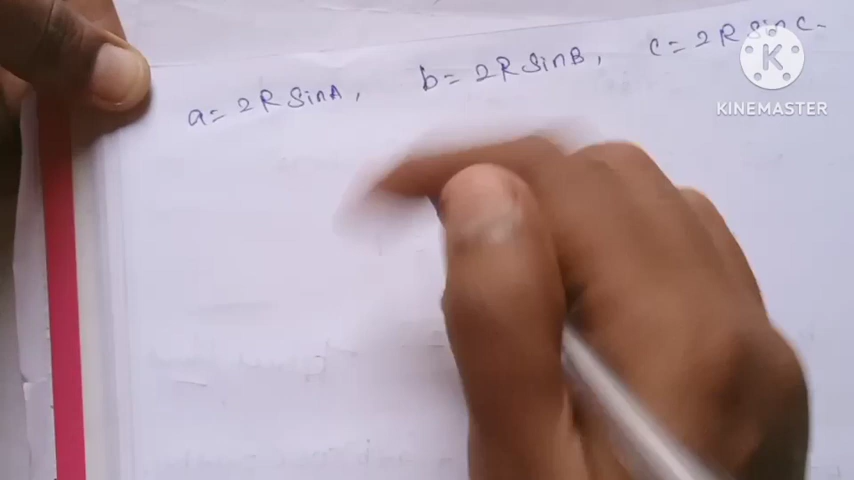 a = 2R SinA, b = 2R SinB, c = 2R Sin C -
KINEMASTER